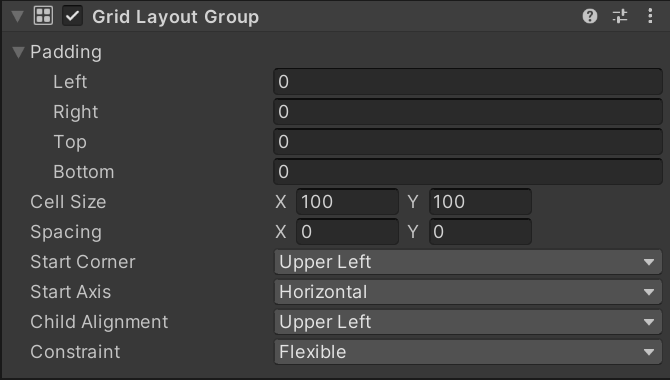 Grid Layout Group
Padding
Left 0
Right 0
Top 0
Bottom 0
Cell Size X 100 Y 100
Spacing X 0 Y 0
Start Corner Upper Left
Start Axis Horizontal
Child Alignment Upper Left
Constraint Flexible